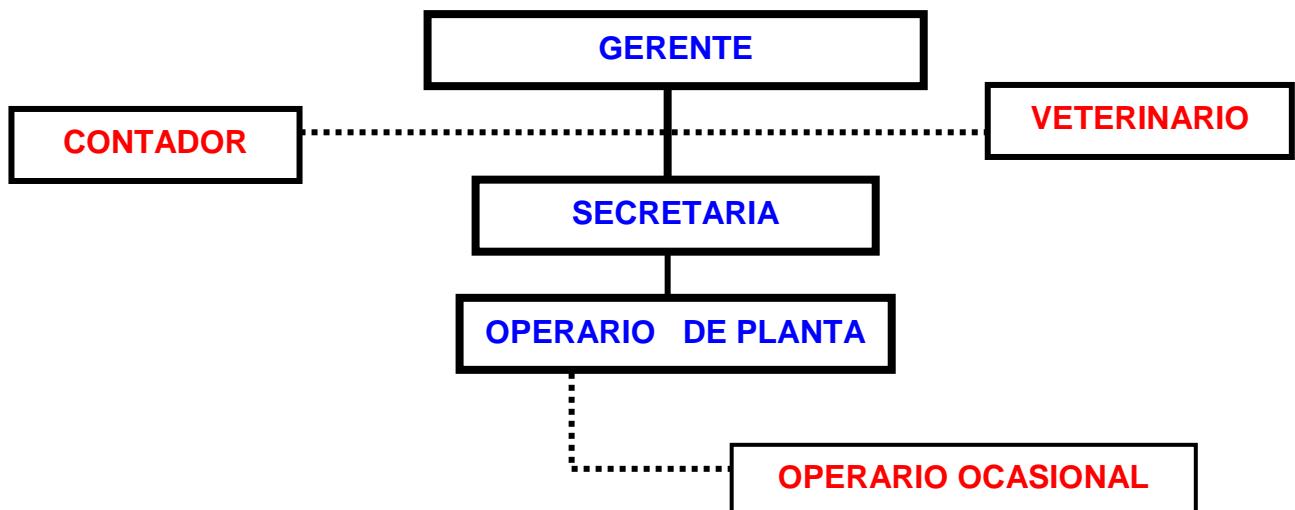 GERENTE
CONTADOR
VETERINARIO
SECRETARIA
OPERARIO DE PLANTA
OPERARIO OCASIONAL